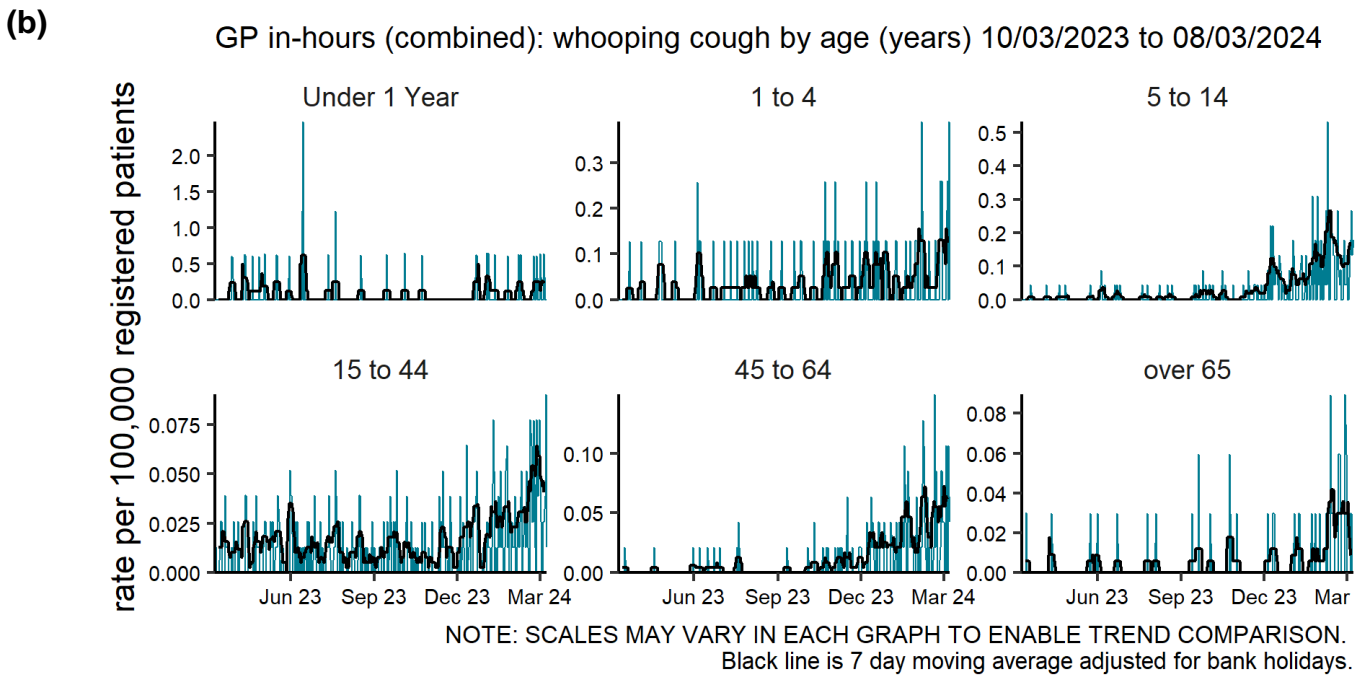 (b)
GP in-hours (combined): whooping cough by age (years) 10/03/2023 to 08/03/2024
rate per 100,000 registered patients
Under 1 Year
2.0
1.5
1.0
0.5
0.0
1 to 4
0.3
0.2
0.1
0.0
5 to 14
0.5
0.4
0.3
0.2
0.1
0.0
15 to 44
0.075
0.050
0.025
0.000
Jun 23 Sep 23 Dec 23 Mar 24
45 to 64
0.10
0.05
0.00
Jun 23 Sep 23 Dec 23 Mar 24
over 65
0.08
0.06
0.04
0.02
0.00
Jun 23 Sep 23 Dec 23 Mar
NOTE: SCALES MAY VARY IN EACH GRAPH TO ENABLE TREND COMPARISON.
Black line is 7 day moving average adjusted for bank holidays.